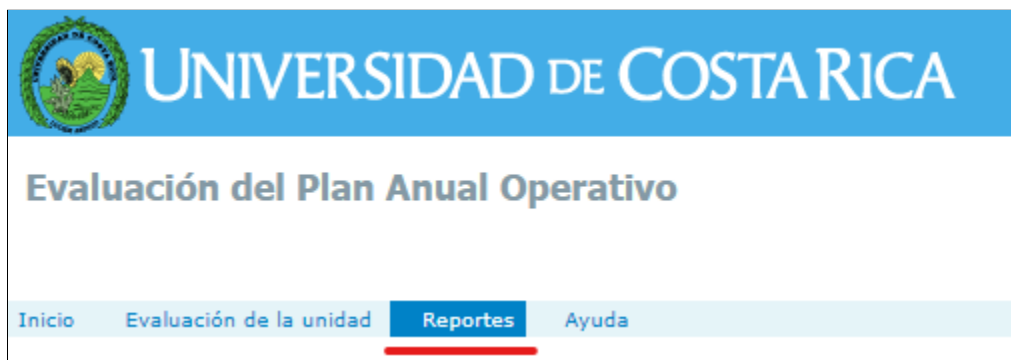 UNIVERSIDAD DE COSTA RICA
Evaluación del Plan Anual Operativo
Inicio Evaluación de la unidad Reportes Ayuda